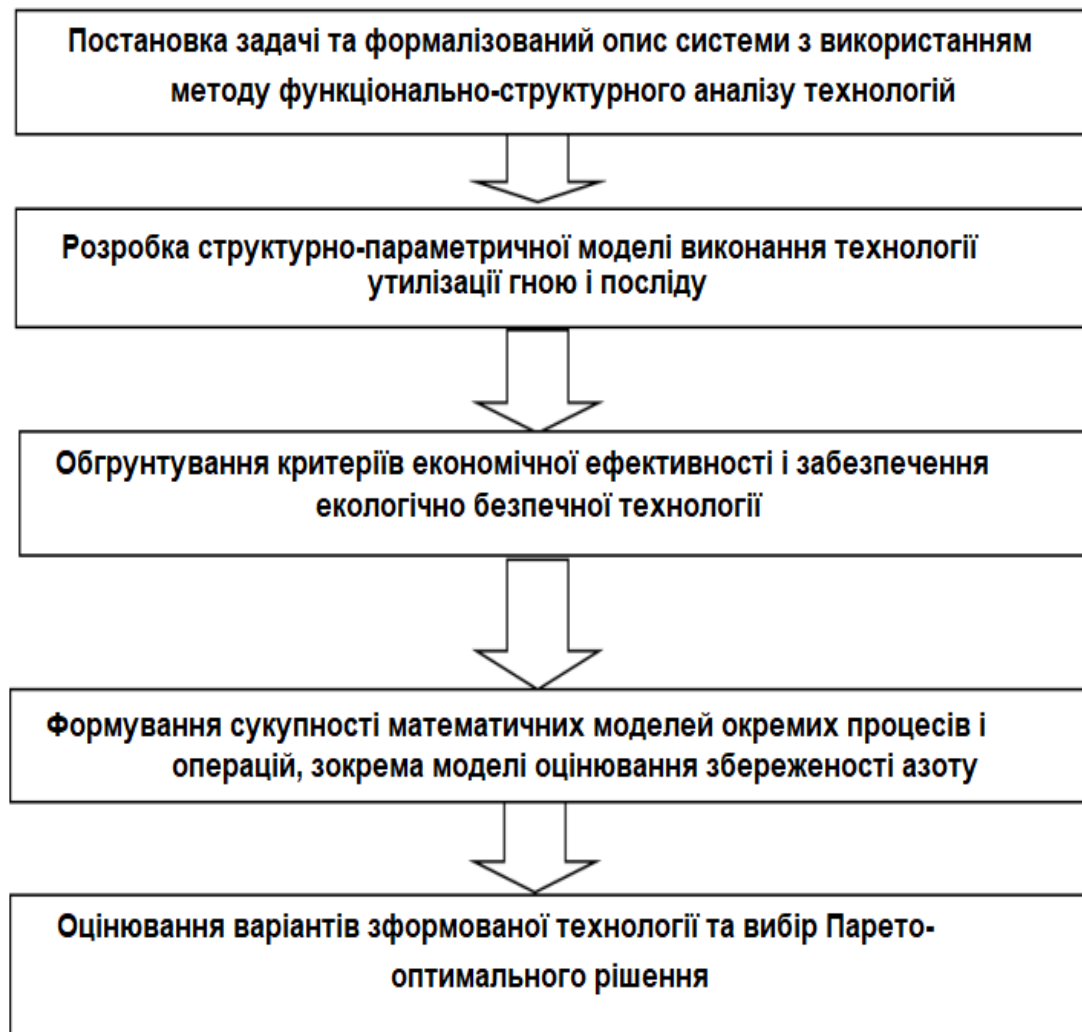 Постановка задачі та формалізований опис системи з використанням
методу функціонально-структурного аналізу технологій
Розробка структурно-параметричної моделі виконання технології
утилізації гною і посліду
Обгрунтування критеріїв економічної ефективності і забезпечення
екологічно безпечної технології
Формування сукупності математичних моделей окремих процесів і
операцій, зокрема моделі оцінювання збереженості азоту
Оцінювання варіантів зформованої технології та вибір Парето-
оптимального рішення